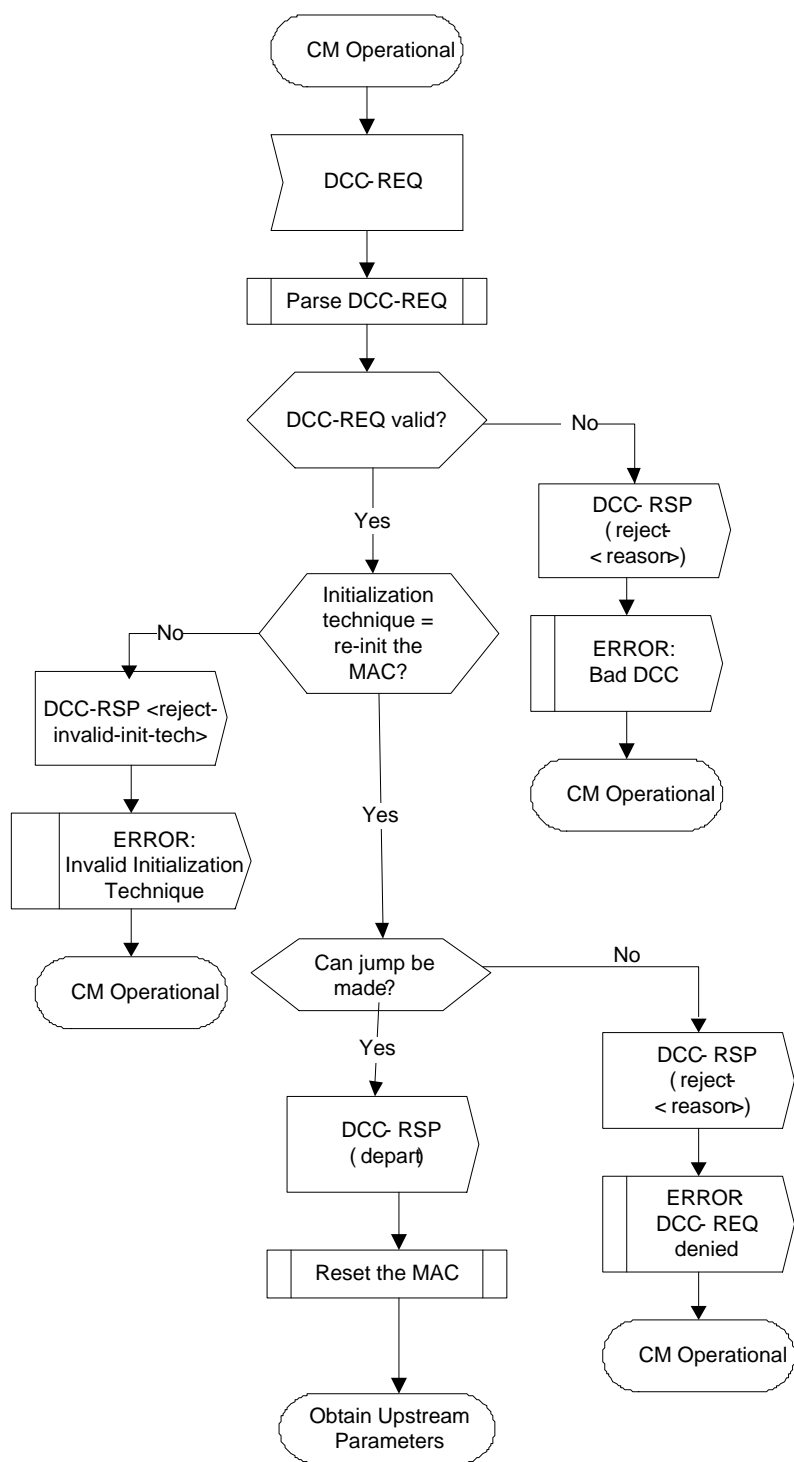 CM Operational
DCC-REQ
Parse DCC-REQ
DCC-REQ valid?
No
Yes
DCC- RSP
( reject-
< reason>)
Initialization
technique =
re-init the
MAC?
No
ERROR:
Bad DCC
DCC-RSP <reject-
invalid-init-tech>
CM Operational
Yes
ERROR:
Invalid Initialization
Technique
CM Operational
Can jump be
made?
No
Yes
DCC- RSP
( reject-
< reason>)
DCC- RSP
( depart)
ERROR
DCC- REQ
denied
Reset the MAC
CM Operational
Obtain Upstream
Parameters